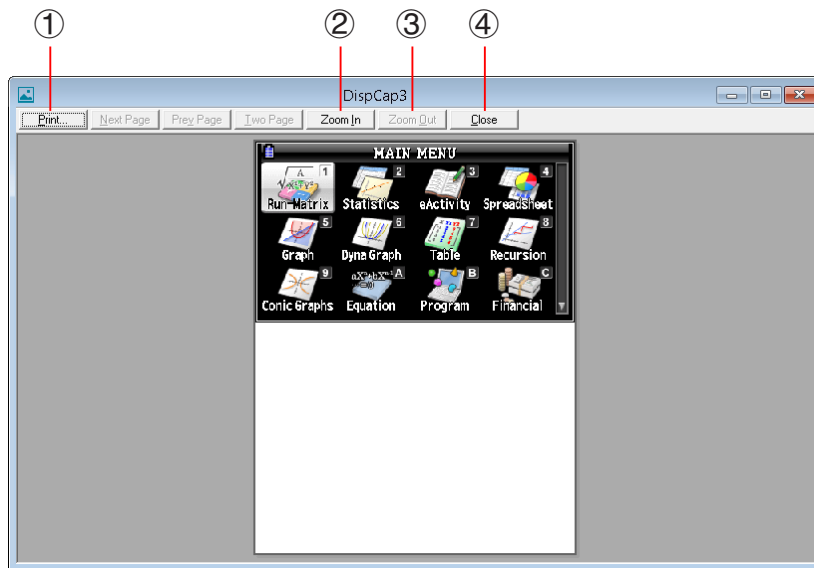 ① ② ③ ④
DispCap3
Print... Next Page Prev Page Two Page Zoom In Zoom Out Close
MAIN MENU
1 2 3 4
Run-Matrix Statistics eActivity Spreadsheet
5 6 7 8
Graph Dyna Graph Table Recursion
9 A B C
Conic Graphs Equation Program Financial